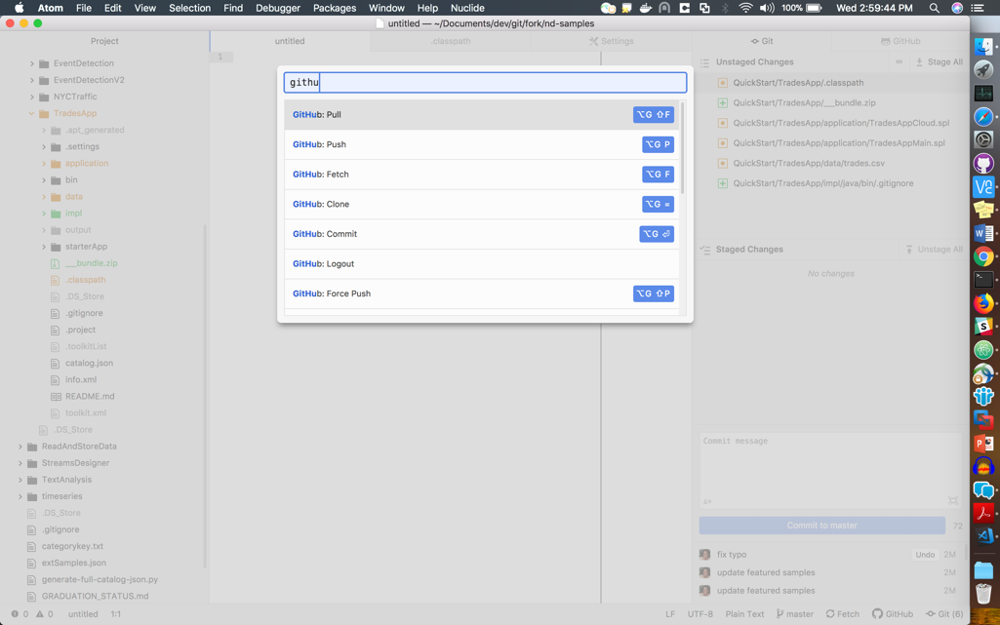 Atom File Edit View Selection Find Debugger Packages Window Help Nuclide 100% Wed 2:59:44 PM
untitled — ~/Documents/dev/git/fork/nd-samples
Project
untitled
.classpath
Settings
Git
GitHub
EventDetection
EventDetectionV2
NYCTraffic
TradesApp
.apt_generated
.settings
application
bin
data
impl
output
starterApp
___bundle.zip
.classpath
.DS_Store
.gitignore
.project
.toolkitList
catalog.json
info.xml
README.md
toolkit.xml
.DS_Store
ReadAndStoreData
StreamsDesigner
TextAnalysis
timeseries
.DS_Store
.gitignore
categorykey.txt
extSamples.json
generate-full-catalog-json.py
GRADUATION_STATUS.md
1
githu
GitHub: Pull ⌥G ⇧F
GitHub: Push ⌥G P
GitHub: Fetch ⌥G F
GitHub: Clone ⌥G =
GitHub: Commit ⌥G ⏎
GitHub: Logout
GitHub: Force Push ⌥G ⇧P
Unstaged Changes Stage All
QuickStart/TradesApp/.classpath
QuickStart/TradesApp/___bundle.zip
QuickStart/TradesApp/application/TradesAppCloud.spl
QuickStart/TradesApp/application/TradesAppMain.spl
QuickStart/TradesApp/data/trades.csv
QuickStart/TradesApp/impl/java/bin/.gitignore
Staged Changes Unstage All
No changes
Commit message
Commit to master 72
fix typo Undo 2M
update featured samples 2M
update featured samples 2M
0 0 untitled 1:1 LF UTF-8 Plain Text master Fetch GitHub Git (6)